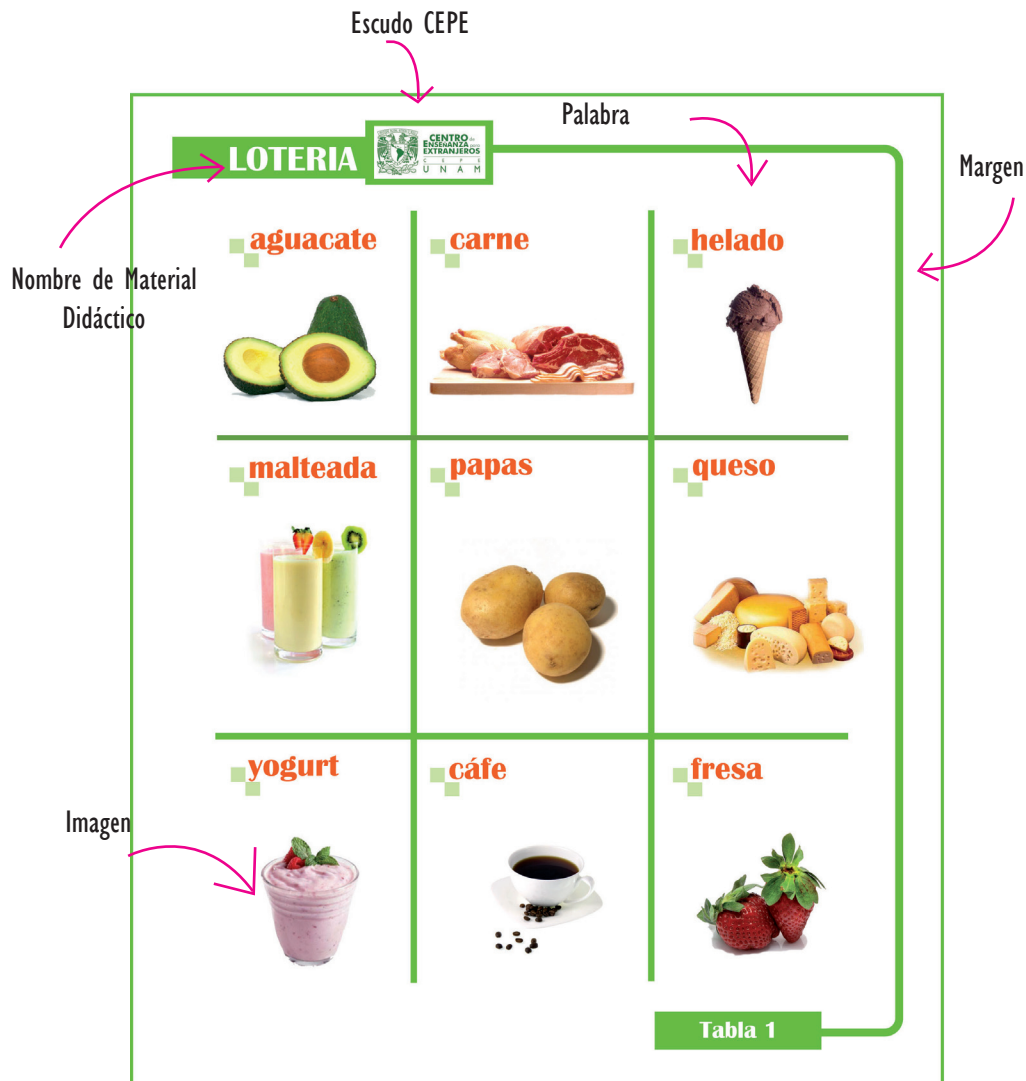 Escudo CEPE
Palabra
Margen
LOTERIA
CENTRO de
ENSEÑANZA para
EXTRANJEROS
C E P E
U N A M
Nombre de Material
Didáctico
aguacate
carne
helado
malteada
papas
queso
yogurt
cáfe
fresa
Imagen
Tabla 1